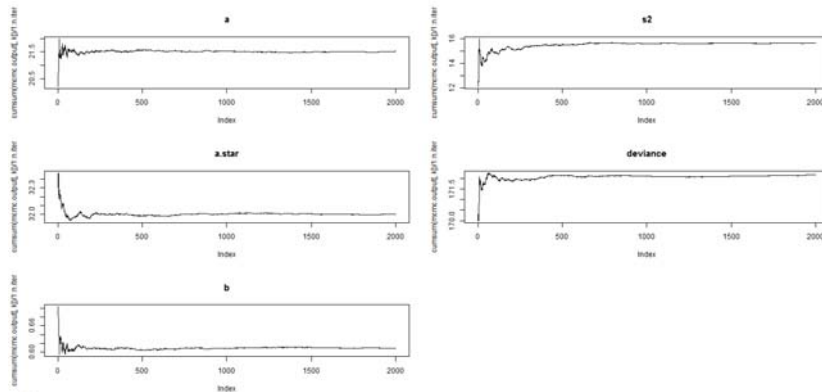 a
cumsum(mcmc.output[, k])/1:n.iter
21.5
20.5
0
500
1000
1500
2000
Index
s2
cumsum(mcmc.output[, k])/1:n.iter
16
14
12
0
500
1000
1500
2000
Index
a.star
cumsum(mcmc.output[, k])/1:n.iter
32.3
32.0
0
500
1000
1500
2000
Index
deviance
cumsum(mcmc.output[, k])/1:n.iter
171.5
170.0
0
500
1000
1500
2000
Index
b
cumsum(mcmc.output[, k])/1:n.iter
0.66
0.60
0
500
1000
1500
2000
Index